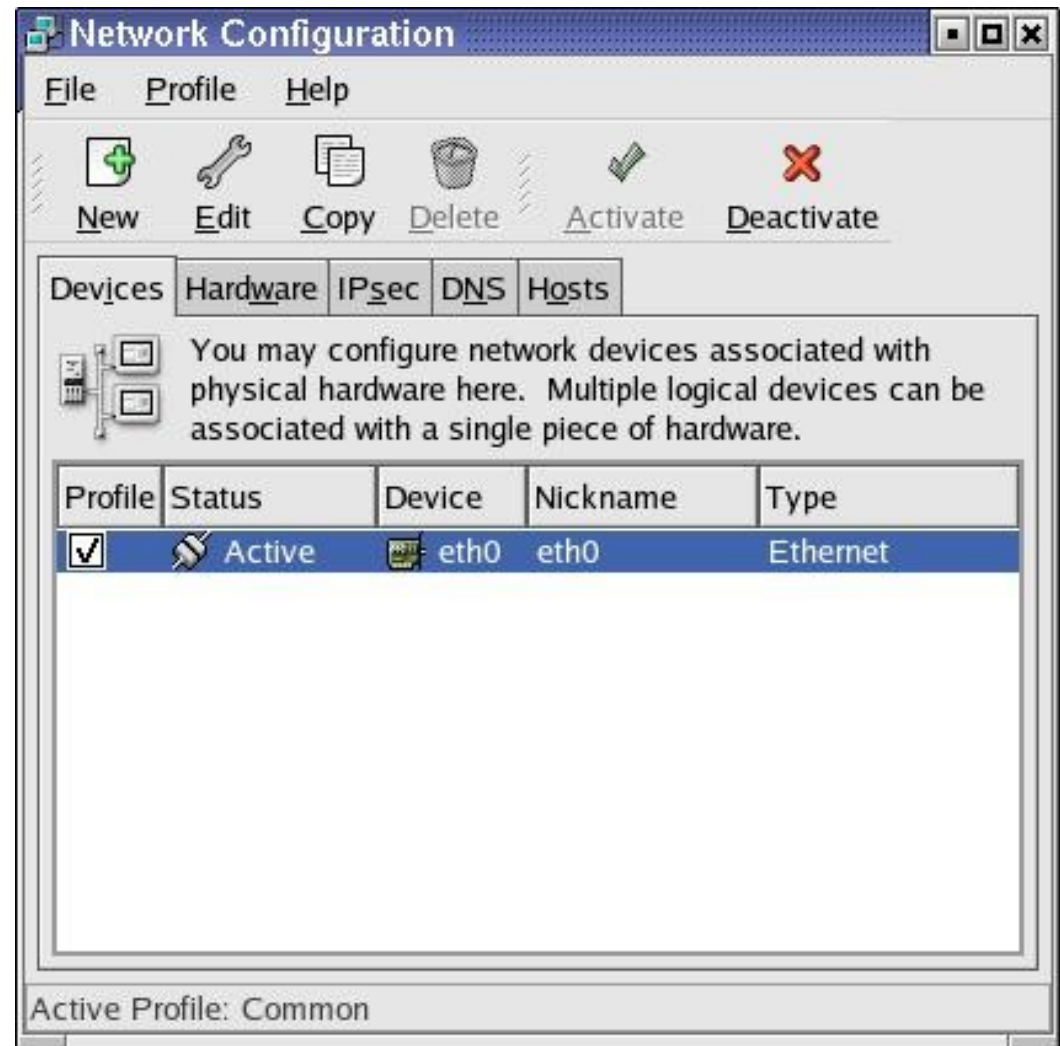 Network Configuration
File Profile Help
New Edit Copy Delete Activate Deactivate
Devices Hardware IPsec DNS Hosts
You may configure network devices associated with
physical hardware here.  Multiple logical devices can be
associated with a single piece of hardware.
Profile Status Device Nickname Type
Active eth0 eth0 Ethernet
Active Profile: Common